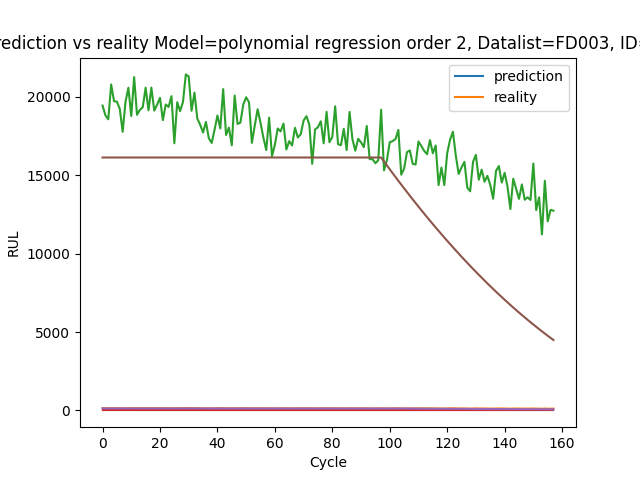 rediction vs reality Model=polynomial regression order 2, Datalist=FD003, ID=
prediction
reality
20000
15000
10000
5000
0
RUL
0 20 40 60 80 100 120 140 160
Cycle